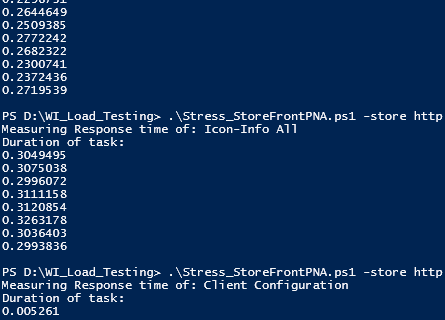 0.2644649
0.2509385
0.2772242
0.2682322
0.2300741
0.2372436
0.2719539
PS D:\WI_Load_Testing> .\Stress_StoreFrontPNA.ps1 -store http
Measuring Response time of: Icon-Info All
Duration of task:
0.3049495
0.3075038
0.2996072
0.3111158
0.3120854
0.3263178
0.3036403
0.2993836
PS D:\WI_Load_Testing> .\Stress_StoreFrontPNA.ps1 -store http
Measuring Response time of: Client Configuration
Duration of task:
0.005261